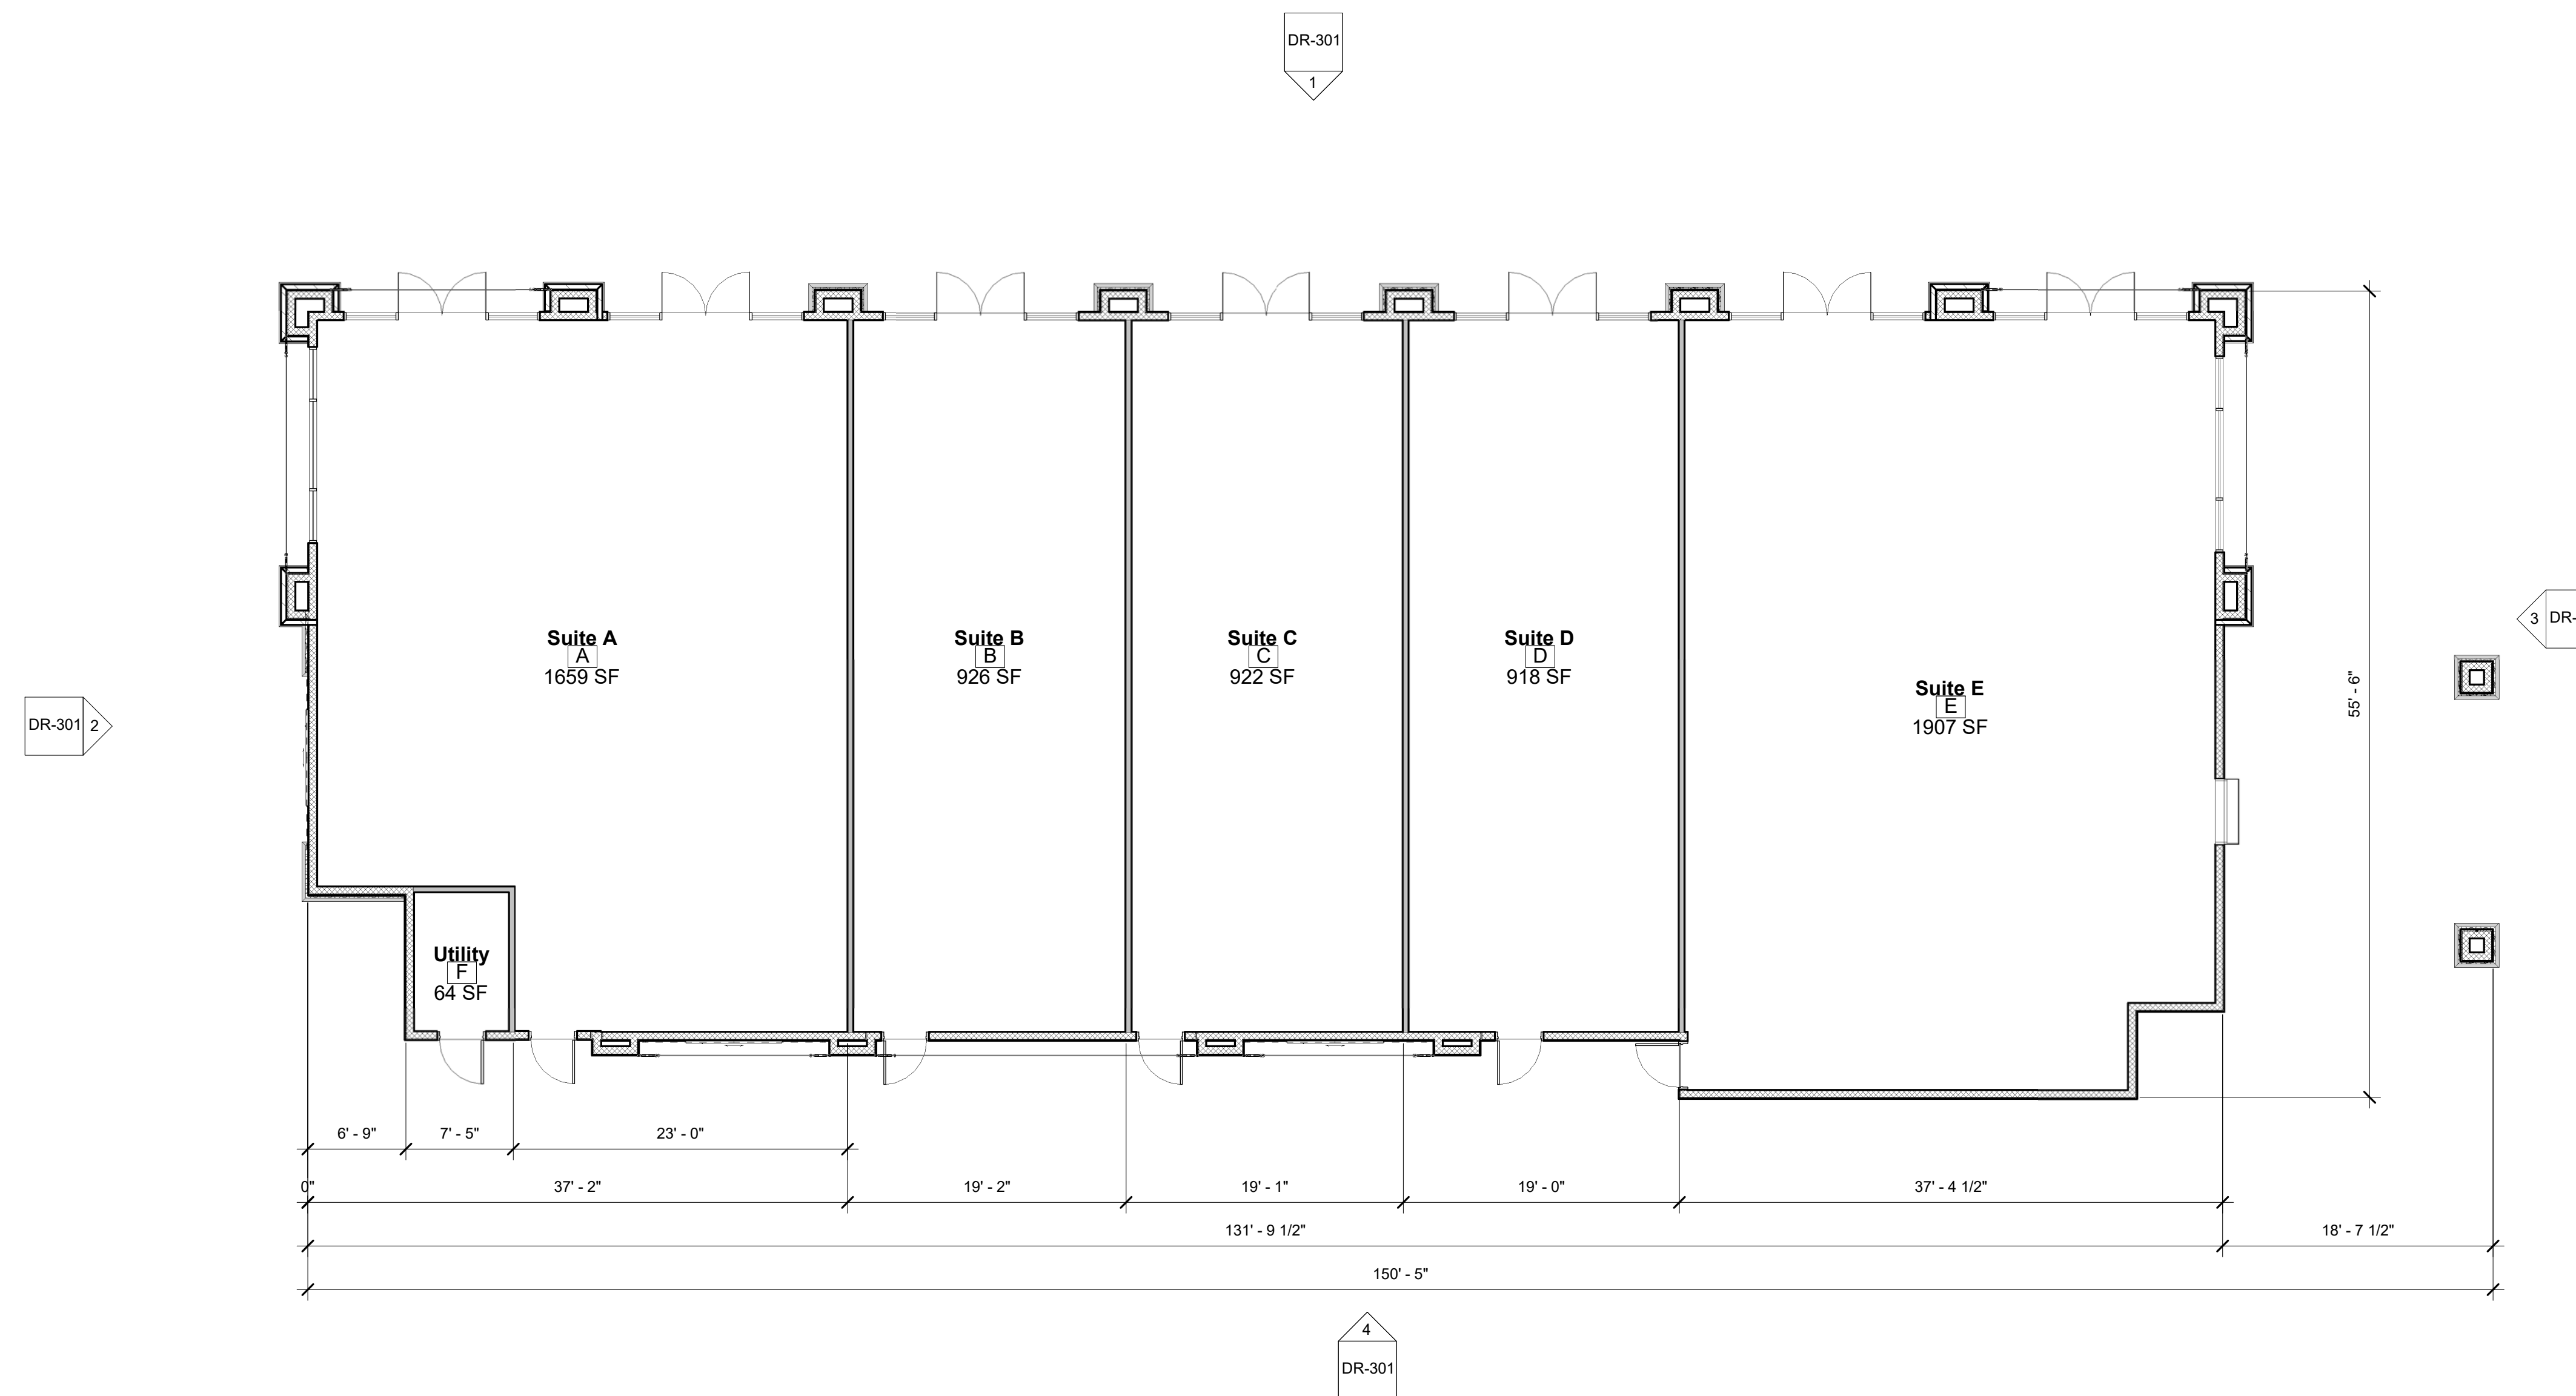 DR-301
1
Suite A
A
1659 SF
Suite B
B
926 SF
Suite C
C
922 SF
Suite D
D
918 SF
Suite E
E
1907 SF
3 DR-
DR-301 2
55' - 6"
Utility
F
64 SF
6' - 9" 7' - 5" 23' - 0"
0" 37' - 2" 19' - 2" 19' - 1" 19' - 0" 37' - 4 1/2"
131' - 9 1/2" 18' - 7 1/2"
150' - 5"
4
DR-301